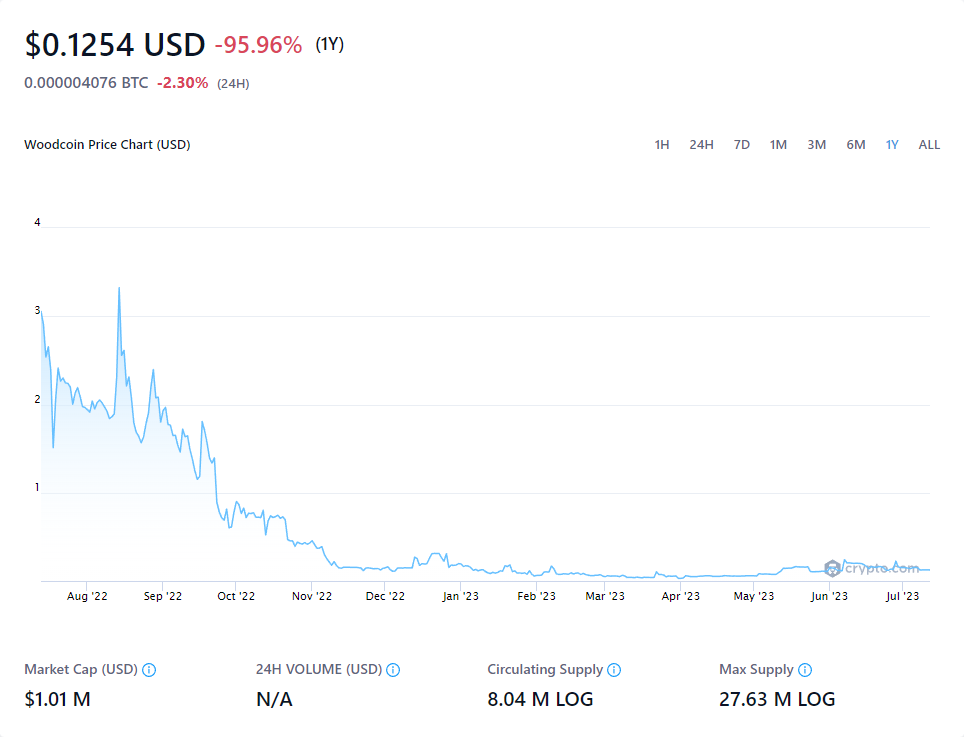 $0.1254 USD -95.96% (1Y)
0.000004076 BTC -2.30% (24H)
Woodcoin Price Chart (USD) 1H 24H 7D 1M 3M 6M 1Y ALL
4
3
2
1
crypto.com
Aug '22 Sep '22 Oct '22 Nov '22 Dec '22 Jan '23 Feb '23 Mar '23 Apr '23 May '23 Jun '23 Jul '23
Market Cap (USD) 24H VOLUME (USD) Circulating Supply Max Supply
$1.01 M N/A 8.04 M LOG 27.63 M LOG